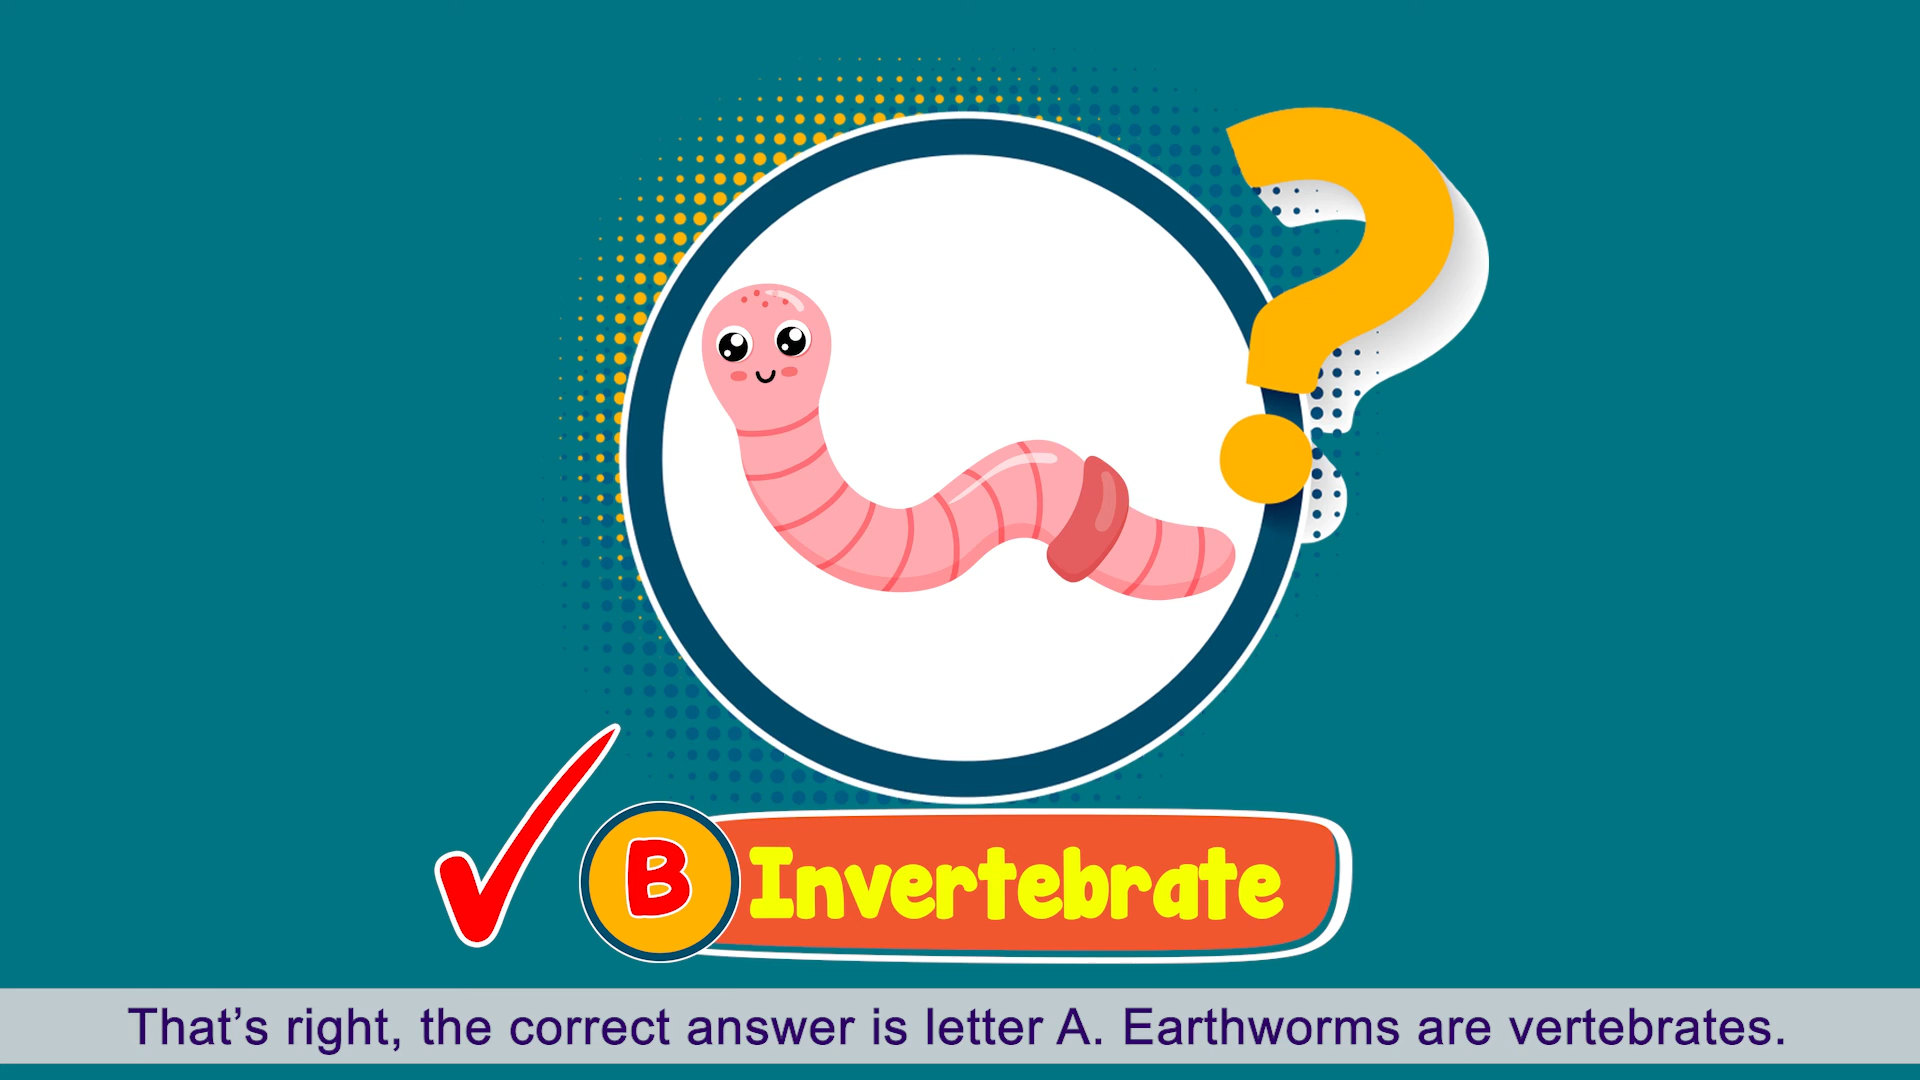 B Invertebrate
That’s right, the correct answer is letter A. Earthworms are vertebrates.